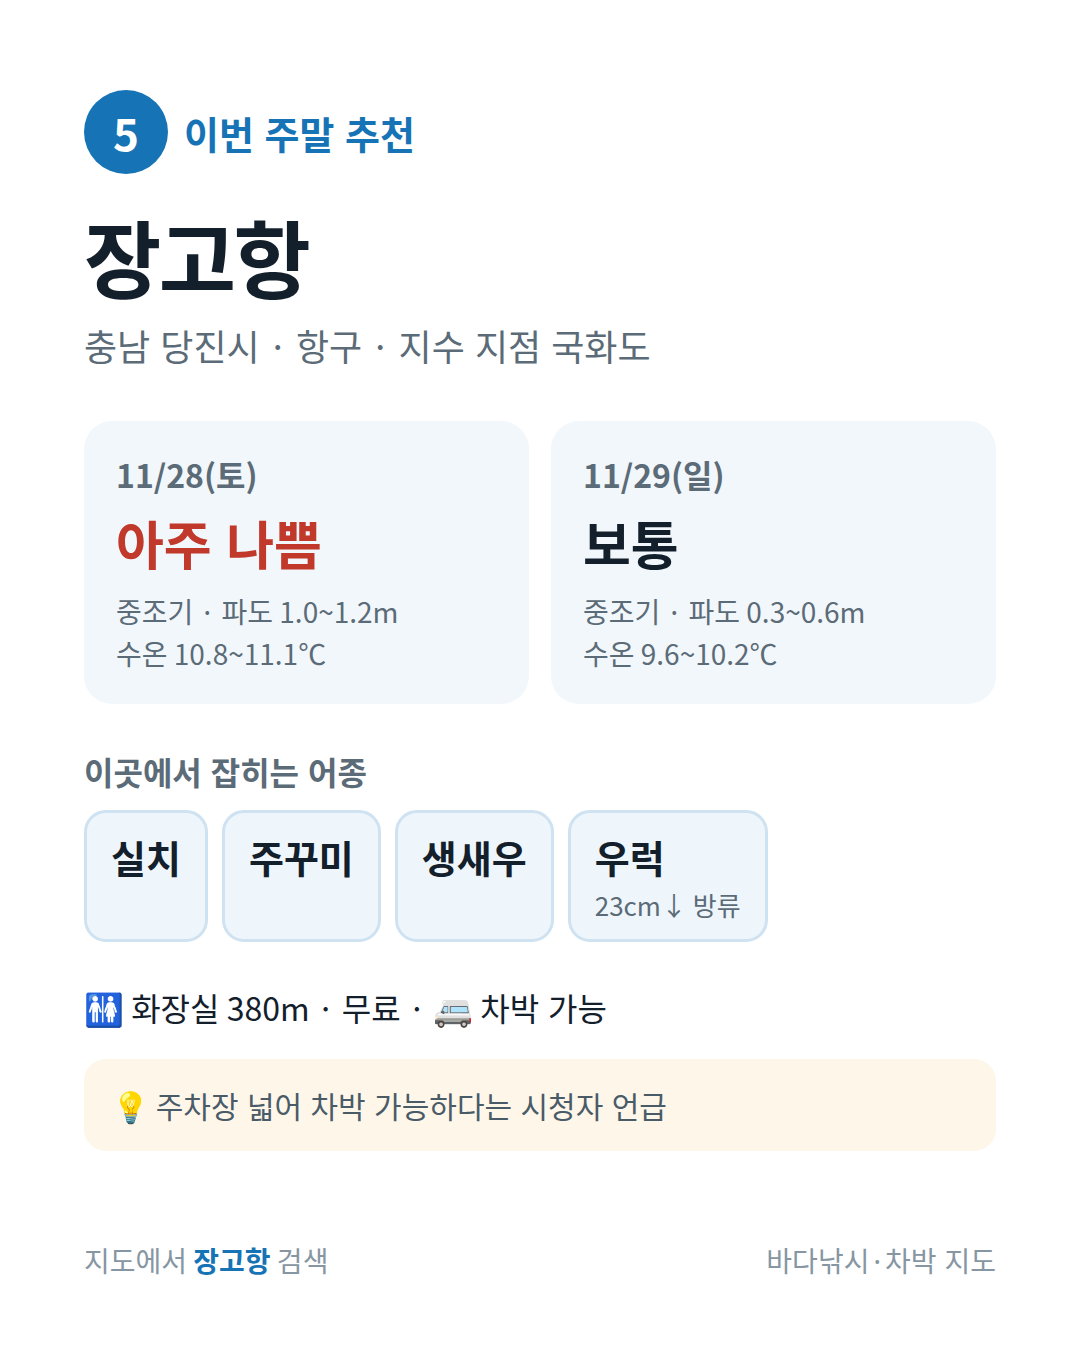 5 이번 주말 추천
장고항
충남 당진시 · 항구 · 지수 지점 국화도
11/28(토)
아주 나쁨
중조기 · 파도 1.0~1.2m
수온 10.8~11.1℃
11/29(일)
보통
중조기 · 파도 0.3~0.6m
수온 9.6~10.2℃
이곳에서 잡히는 어종
실치
주꾸미
생새우
우럭
23cm↓ 방류
🚻 화장실 380m · 무료 · 🚐 차박 가능
💡 주차장 넓어 차박 가능하다는 시청자 언급
지도에서 장고항 검색
바다낚시·차박 지도